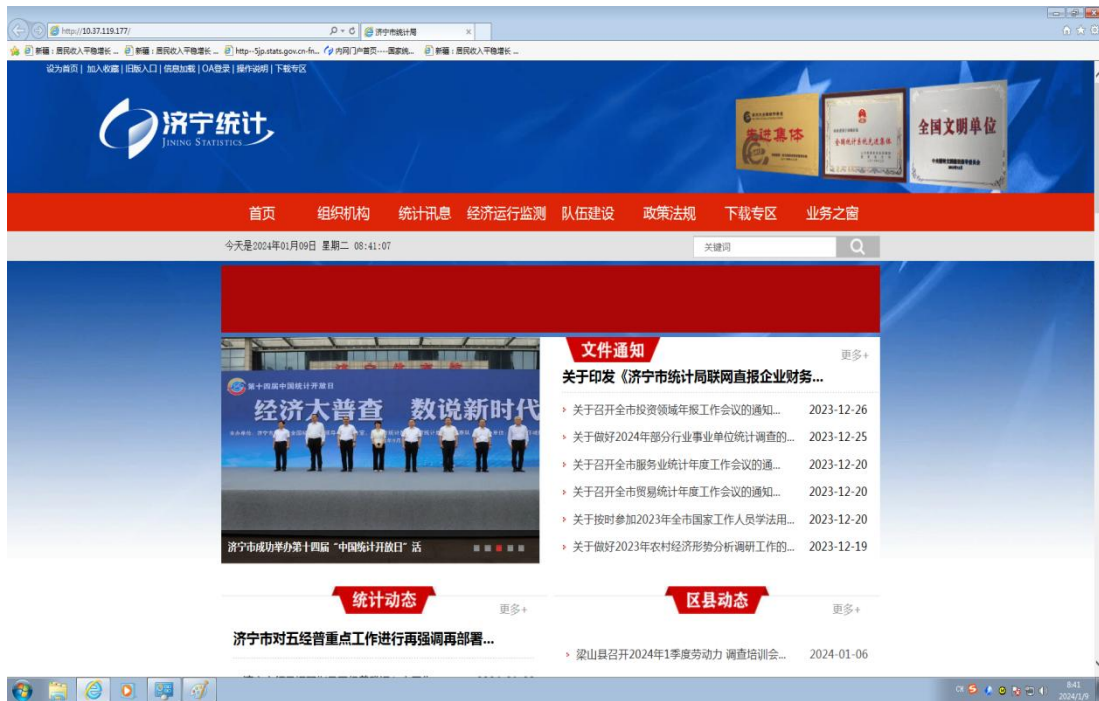 http://10.37.119.177/
济宁市统计局
新疆：居民收入平稳增长 ...
新疆：居民收入平稳增长 ...
http--5jp.stats.gov.cn-fn...
内网门户首页----国家统...
新疆：居民收入平稳增长 ...
设为首页 | 加入收藏 | 旧版入口 | 信息加载 | OA登录 | 操作说明 | 下载专区
济宁统计
JINING STATISTICS
先进集体
全国统计系统先进集体
全国文明单位
首页 组织机构 统计讯息 经济运行监测 队伍建设 政策法规 下载专区 业务之窗
今天是2024年01月09日 星期二 08:41:07
关键词
第十四届中国统计开放日
经济大普查 数说新时代
济宁市成功举办第十四届“中国统计开放日”活
文件通知
更多+
关于印发《济宁市统计局联网直报企业财务...
关于召开全市投资领域年报工作会议的通知... 2023-12-26
关于做好2024年部分行业事业单位统计调查的... 2023-12-25
关于召开全市服务业统计年度工作会议的通... 2023-12-20
关于召开全市贸易统计年度工作会议的通知... 2023-12-20
关于按时参加2023年全市国家工作人员学法用... 2023-12-20
关于做好2023年农村经济形势分析调研工作的... 2023-12-19
统计动态
更多+
济宁市对五经普重点工作进行再强调再部署...
区县动态
更多+
梁山县召开2024年1季度劳动力 调查培训会... 2024-01-06
CH
8:41
2024/1/9